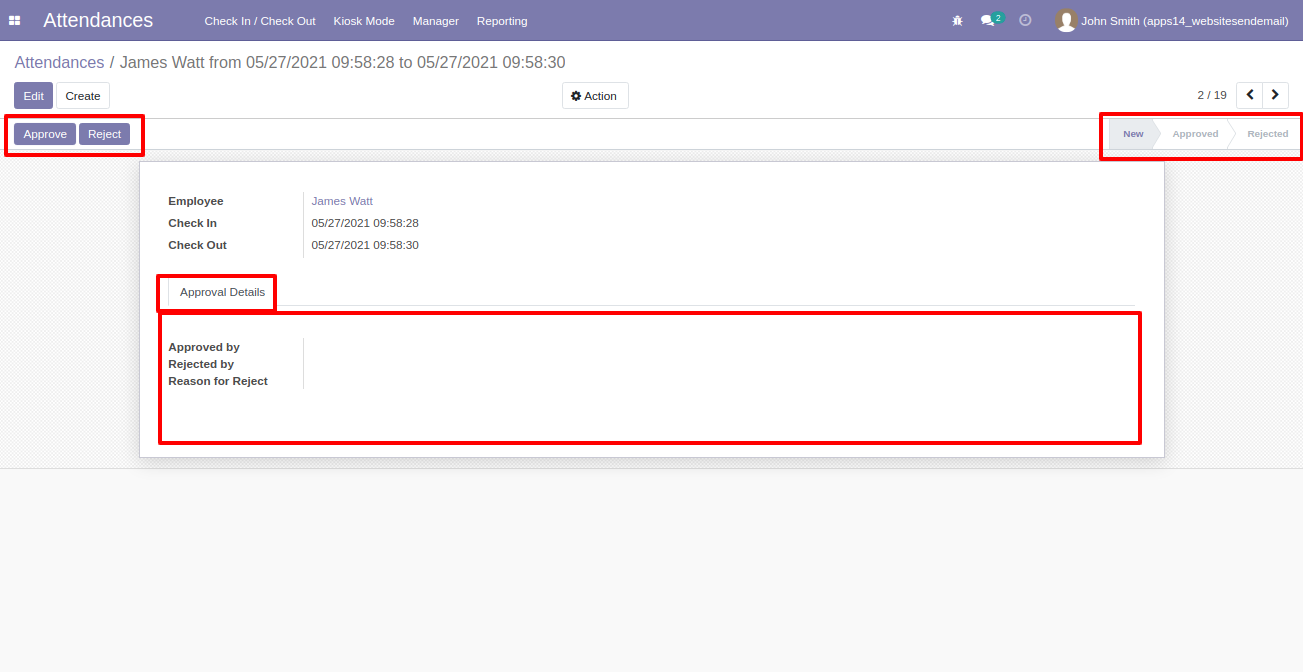 Attendances Check In / Check Out Kiosk Mode Manager Reporting 2 John Smith (apps14_websitesendemail)
Attendances / James Watt from 05/27/2021 09:58:28 to 05/27/2021 09:58:30
Edit Create Action 2 / 19
Approve Reject New Approved Rejected
Employee James Watt
Check In 05/27/2021 09:58:28
Check Out 05/27/2021 09:58:30
Approval Details
Approved by
Rejected by
Reason for Reject